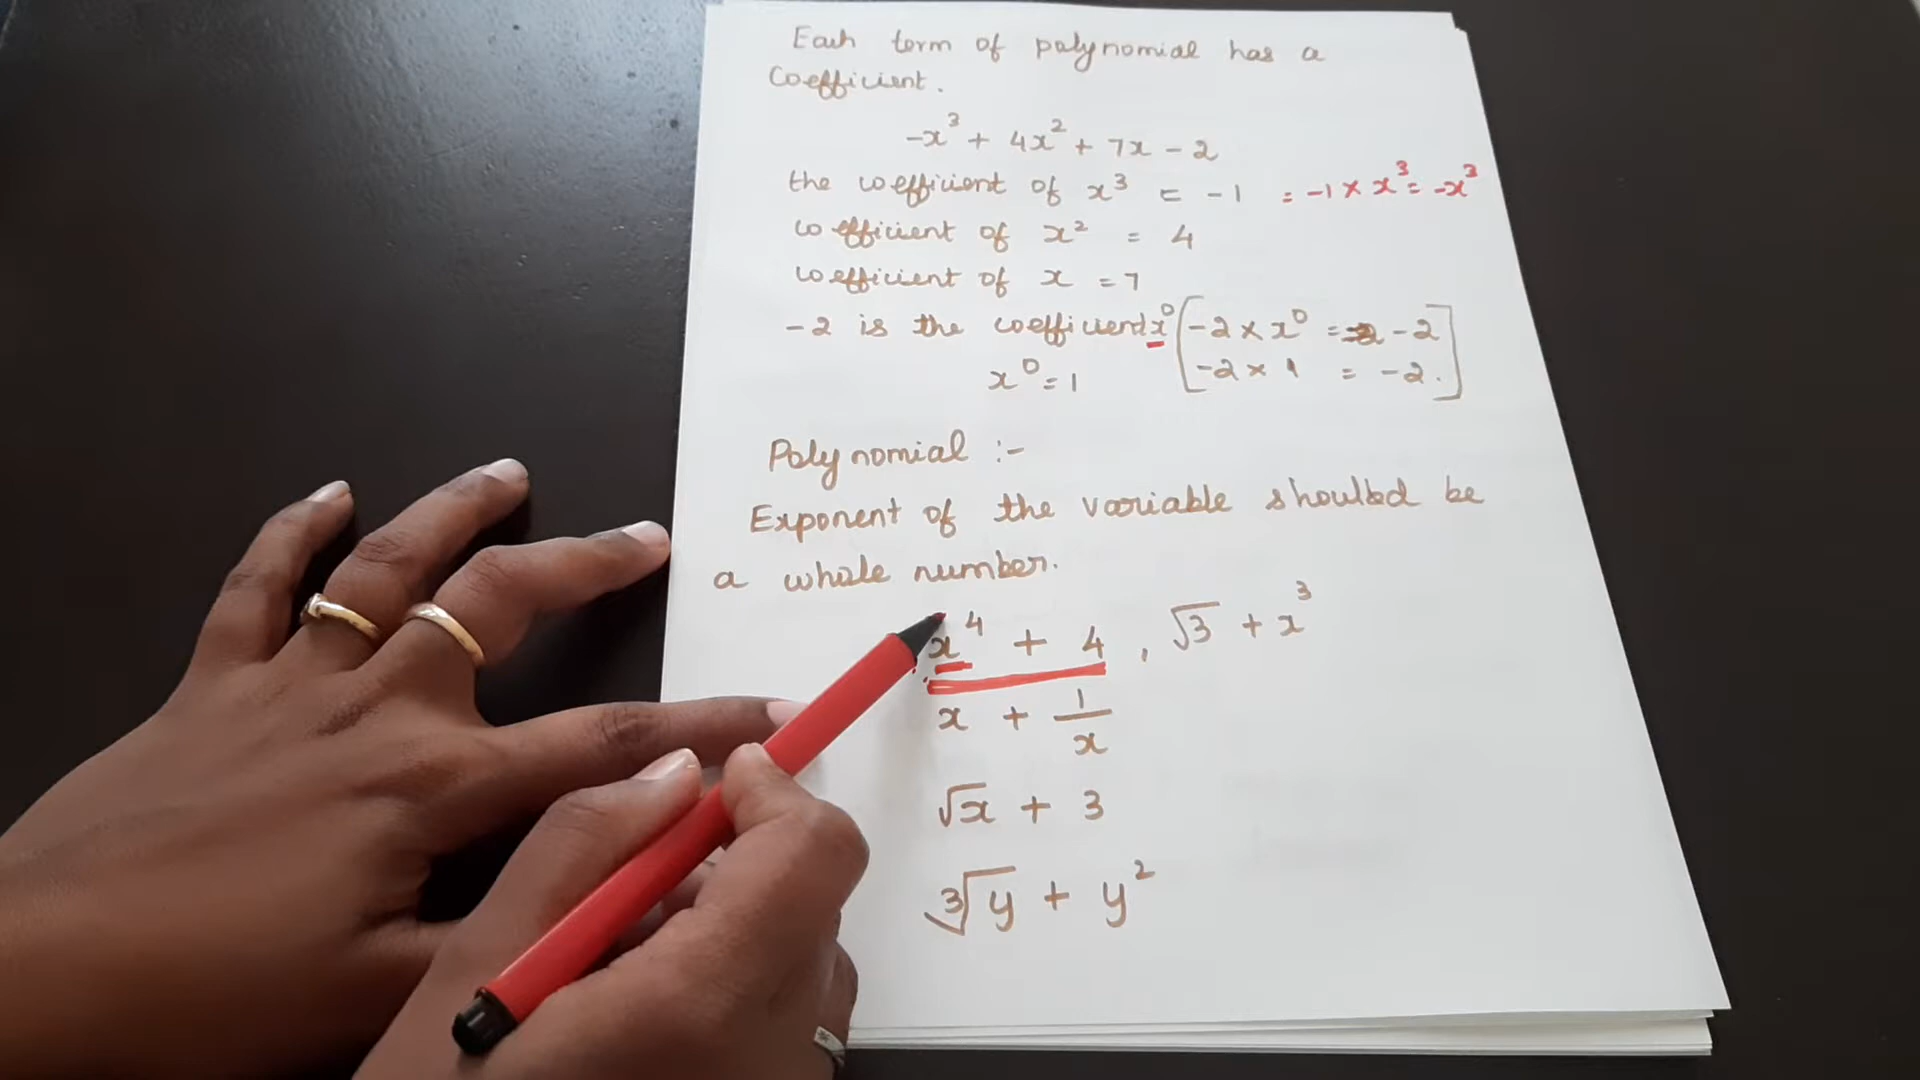 Each term of polynomial has a
Coefficient.
-x³ + 4x² + 7x - 2
the coefficient of x³ = -1 = -1 × x³ = -x³
coefficient of x² = 4
coefficient of x = 7
-2 is the coefficient x⁰ [-2 × x⁰ = -2
x⁰ = 1 -2 × 1 = -2.]
Polynomial :-
Exponent of the variable should be
a whole number.
x⁴ + 4 , √3 + x³
x + 1/x
√x + 3
∛y + y²